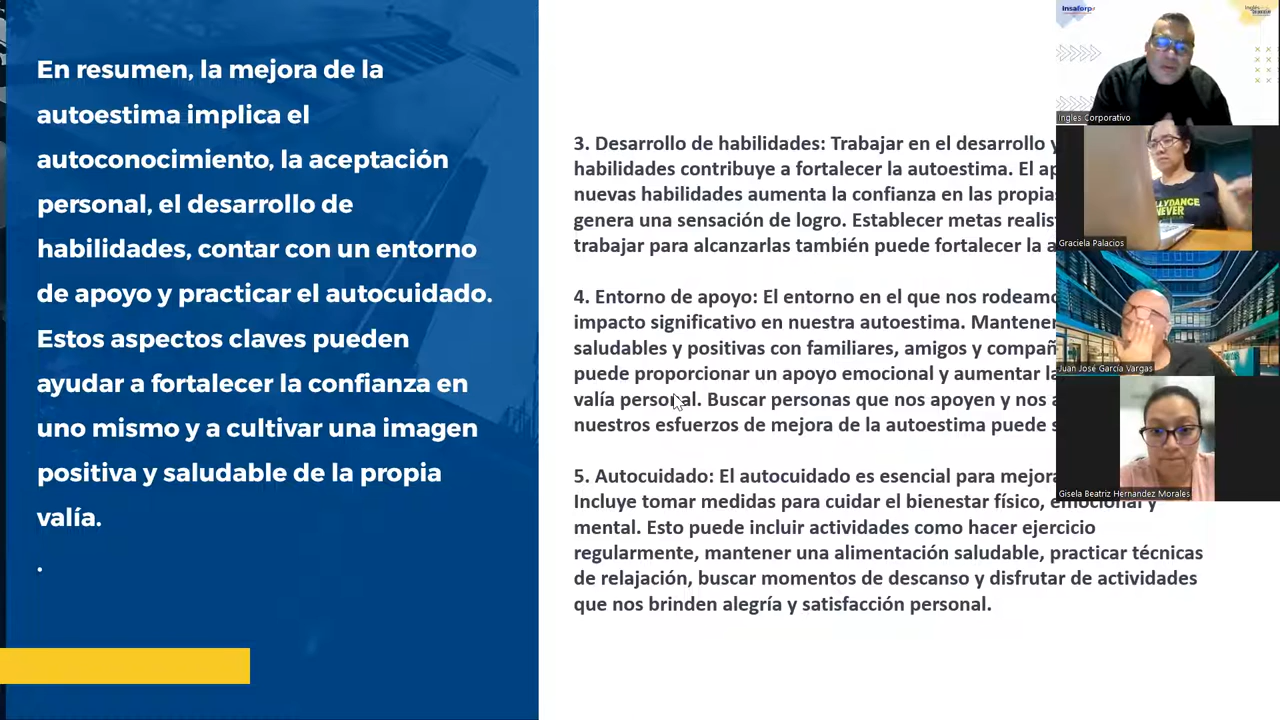 En resumen, la mejora de la
autoestima implica el
autoconocimiento, la aceptación
personal, el desarrollo de
habilidades, contar con un entorno
de apoyo y practicar el autocuidado.
Estos aspectos claves pueden
ayudar a fortalecer la confianza en
uno mismo y a cultivar una imagen
positiva y saludable de la propia
valía.
.
3. Desarrollo de habilidades: Trabajar en el desarrollo y
habilidades contribuye a fortalecer la autoestima. El ap
nuevas habilidades aumenta la confianza en las propias
genera una sensación de logro. Establecer metas realist
trabajar para alcanzarlas también puede fortalecer la a
4. Entorno de apoyo: El entorno en el que nos rodeamo
impacto significativo en nuestra autoestima. Mantener
saludables y positivas con familiares, amigos y compañ
puede proporcionar un apoyo emocional y aumentar la
valía personal. Buscar personas que nos apoyen y nos a
nuestros esfuerzos de mejora de la autoestima puede s
5. Autocuidado: El autocuidado es esencial para mejora
Incluye tomar medidas para cuidar el bienestar físico, emocional y
mental. Esto puede incluir actividades como hacer ejercicio
regularmente, mantener una alimentación saludable, practicar técnicas
de relajación, buscar momentos de descanso y disfrutar de actividades
que nos brinden alegría y satisfacción personal.
insaforp
Ingles Corporativo
LLYDANCE
NEVER
Graciela Palacios
Juan José García Vargas
Gisela Beatriz Hernandez Morales